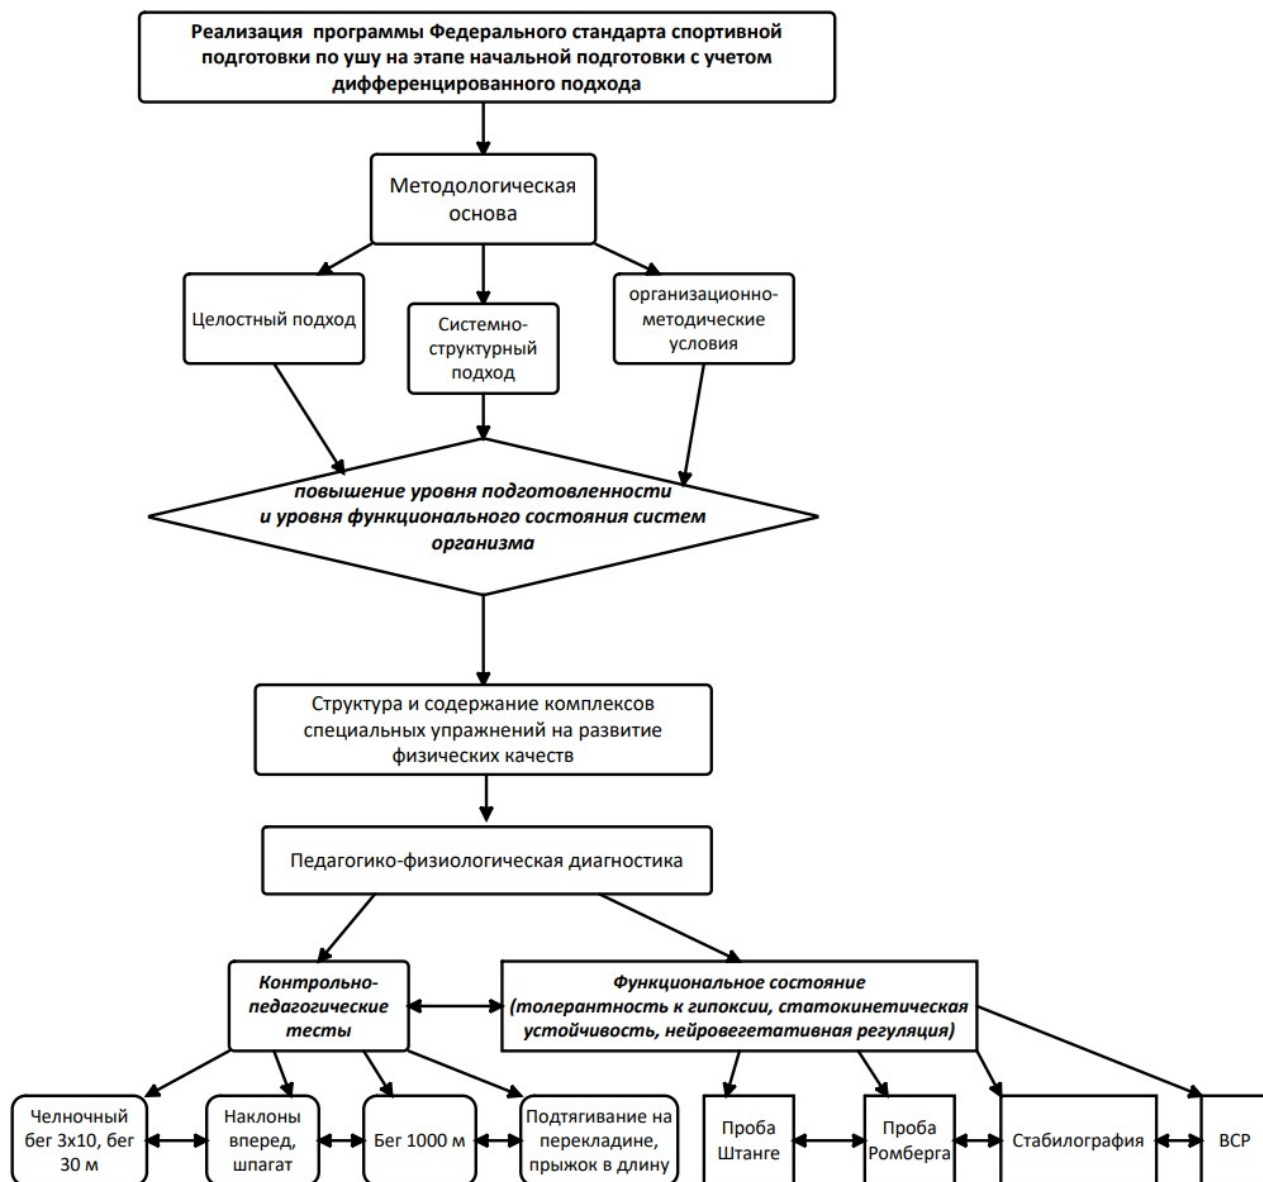 Реализация программы Федерального стандарта спортивной
подготовки по ушу на этапе начальной подготовки с учетом
дифференцированного подхода
Методологическая
основа
Целостный подход
Системно-
структурный
подход
организационно-
методические
условия
повышение уровня подготовленности
и уровня функционального состояния систем
организма
Структура и содержание комплексов
специальных упражнений на развитие
физических качеств
Педагогико-физиологическая диагностика
Контрольно-
педагогические
тесты
Функциональное состояние
(толерантность к гипоксии, статокинетическая
устойчивость, нейровегетативная регуляция)
Челночный
бег 3х10, бег
30 м
Наклоны
вперед,
шпагат
Бег 1000 м
Подтягивание на
перекладине,
прыжок в длину
Проба
Штанге
Проба
Ромберга
Стабилография
ВСР